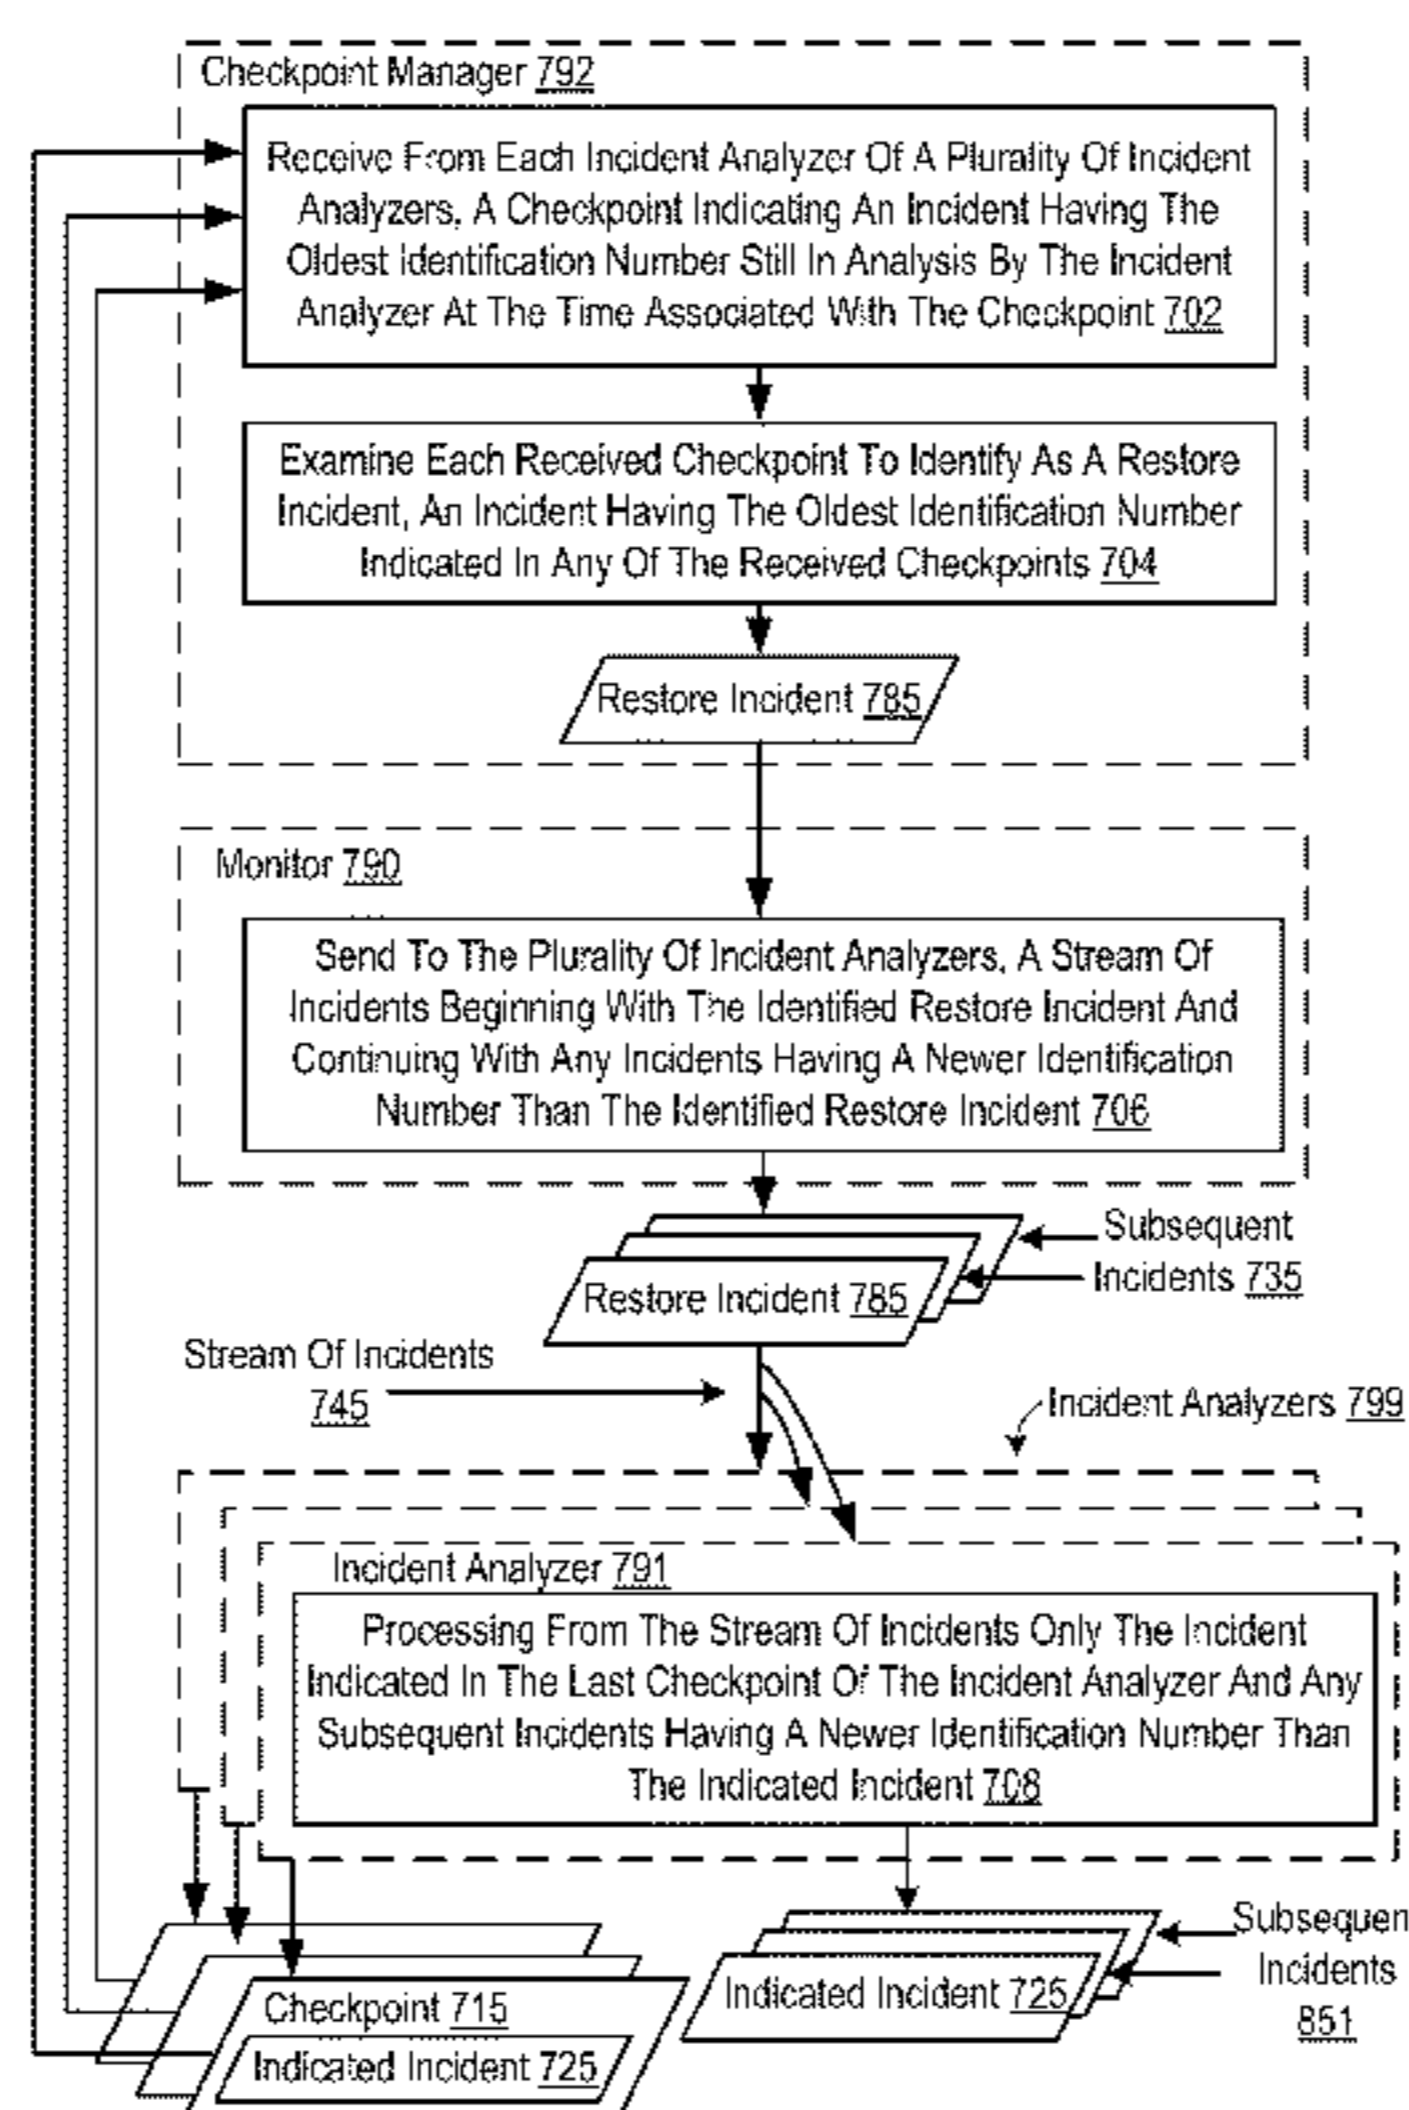 Checkpoint Manager 792
Receive From Each Incident Analyzer Of A Plurality Of Incident
Analyzers, A Checkpoint Indicating An Incident Having The
Oldest Identification Number Still In Analysis By The Incident
Analyzer At The Time Associated With The Checkpoint 702
Examine Each Received Checkpoint To Identify As A Restore
Incident, An Incident Having The Oldest Identification Number
Indicated In Any Of The Received Checkpoints 704
Restore Incident 785
Monitor 790
Send To The Plurality Of Incident Analyzers, A Stream Of
Incidents Beginning With The Identified Restore Incident And
Continuing With Any Incidents Having A Newer Identification
Number Than The Identified Restore Incident 706
Subsequent
Incidents 735
Restore Incident 785
Stream Of Incidents
745
Incident Analyzers 799
Incident Analyzer 791
Processing From The Stream Of Incidents Only The Incident
Indicated In The Last Checkpoint Of The Incident Analyzer And Any
Subsequent Incidents Having A Newer Identification Number Than
The Indicated Incident 708
Subsequen
Incidents
851
Indicated Incident 725
Checkpoint 715
Indicated Incident 725